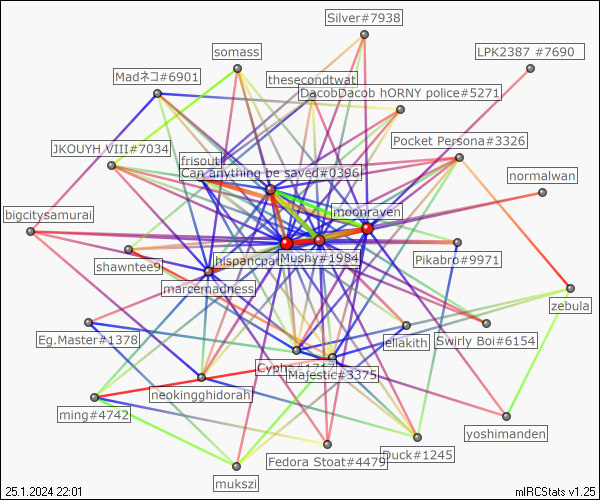 Silver#7938
somass
LPK2387 #7690
Madネコ#6901
thesecondtwat
DacobDacob hORNY police#5271
JKOUYH VIII#7034
Pocket Persona#3326
frisout
Can anything be saved#0396
normalwan
bigcitysamurai
moonraven
shawntee9
hispancpa
Mushy#1984
Pikabro#9971
marcemadness
zebula
Eg.Master#1378
eliakith
Swirly Boi#6154
Majestic#3375
neokingghidorah
ming#4742
yoshimanden
Duck#1245
Fedora Stoat#4479
mukszi
25.1.2024 22:01
mIRCStats v1.25